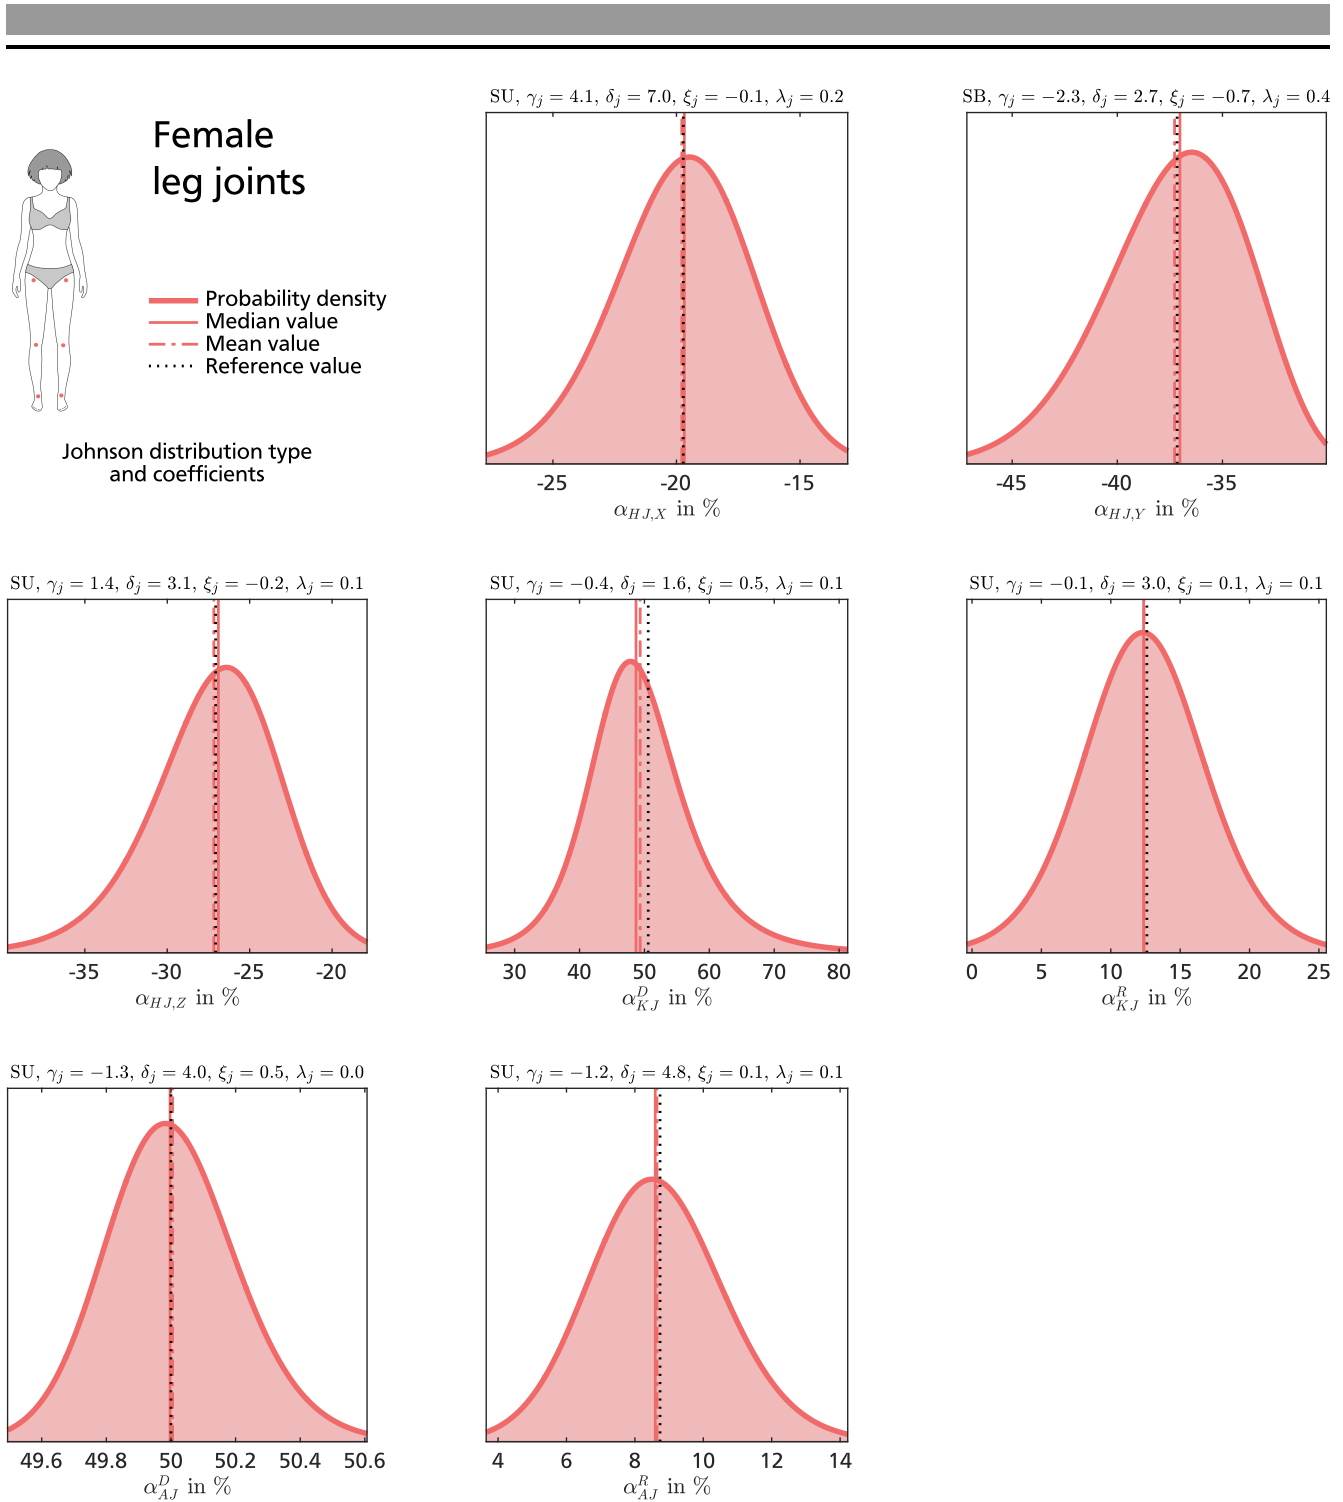 Female
leg joints
Probability density
Median value
Mean value
Reference value
Johnson distribution type
and coefficients
SU, γj = 4.1, δj = 7.0, ξj = −0.1, λj = 0.2
-25 -20 -15
αHJ,X in %
SB, γj = −2.3, δj = 2.7, ξj = −0.7, λj = 0.4
-45 -40 -35
αHJ,Y in %
SU, γj = 1.4, δj = 3.1, ξj = −0.2, λj = 0.1
-35 -30 -25 -20
αHJ,Z in %
SU, γj = −0.4, δj = 1.6, ξj = 0.5, λj = 0.1
30 40 50 60 70 80
α^D_KJ in %
SU, γj = −0.1, δj = 3.0, ξj = 0.1, λj = 0.1
0 5 10 15 20 25
α^R_KJ in %
SU, γj = −1.3, δj = 4.0, ξj = 0.5, λj = 0.0
49.6 49.8 50 50.2 50.4 50.6
α^D_AJ in %
SU, γj = −1.2, δj = 4.8, ξj = 0.1, λj = 0.1
4 6 8 10 12 14
α^R_AJ in %